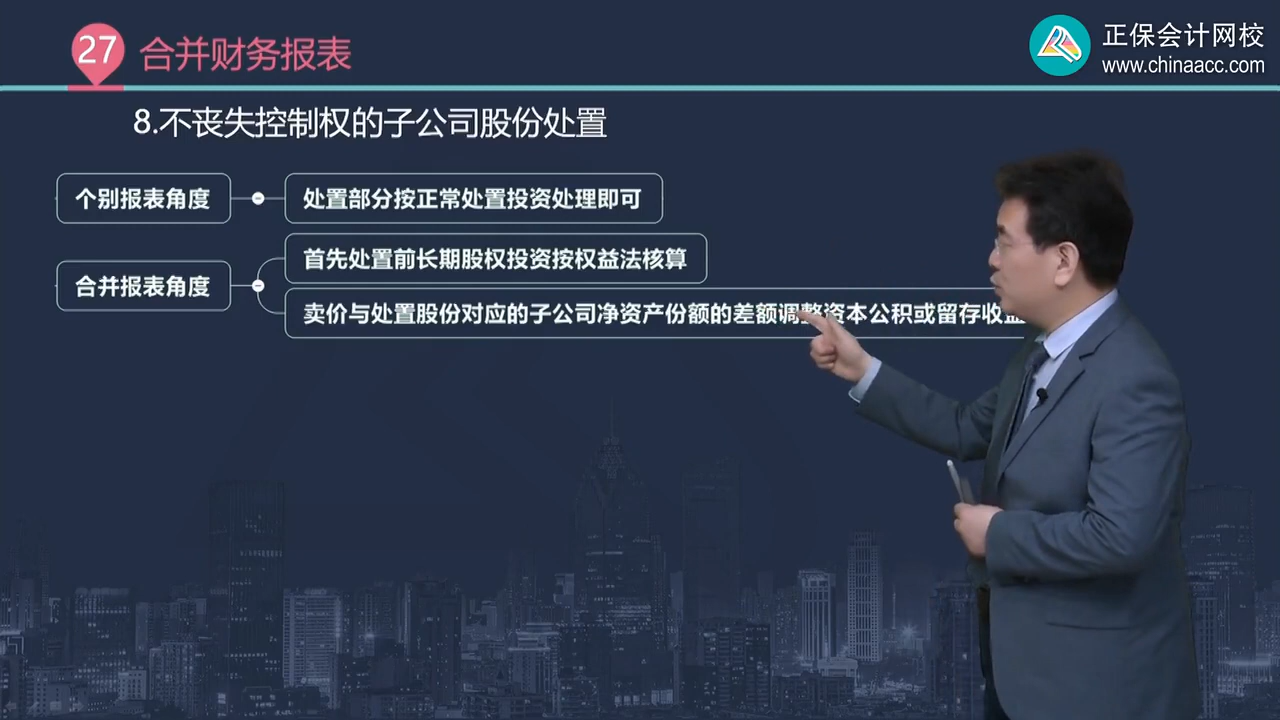 27 合并财务报表
正保会计网校
www.chinaacc.com
8.不丧失控制权的子公司股份处置
个别报表角度
处置部分按正常处置投资处理即可
合并报表角度
首先处置前长期股权投资按权益法核算
卖价与处置股份对应的子公司净资产份额的差额调整资本公积或留存收益